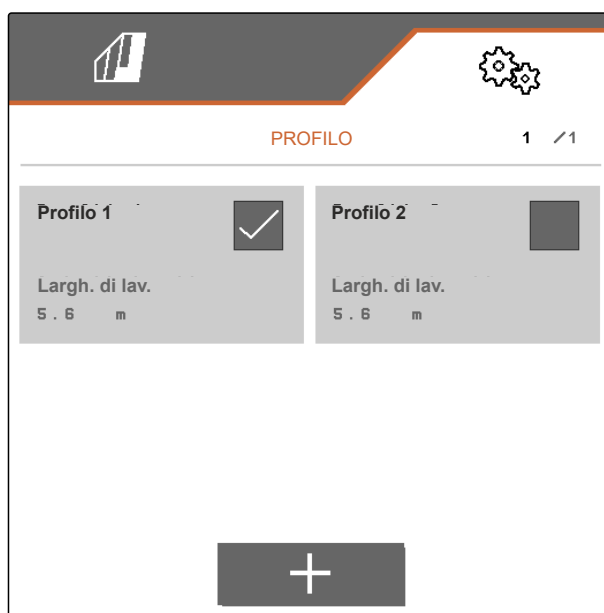 PROFILO 1 /1
Profilo 1 Profilo 2
Largh. di lav. Largh. di lav.
5.6 m 5.6 m